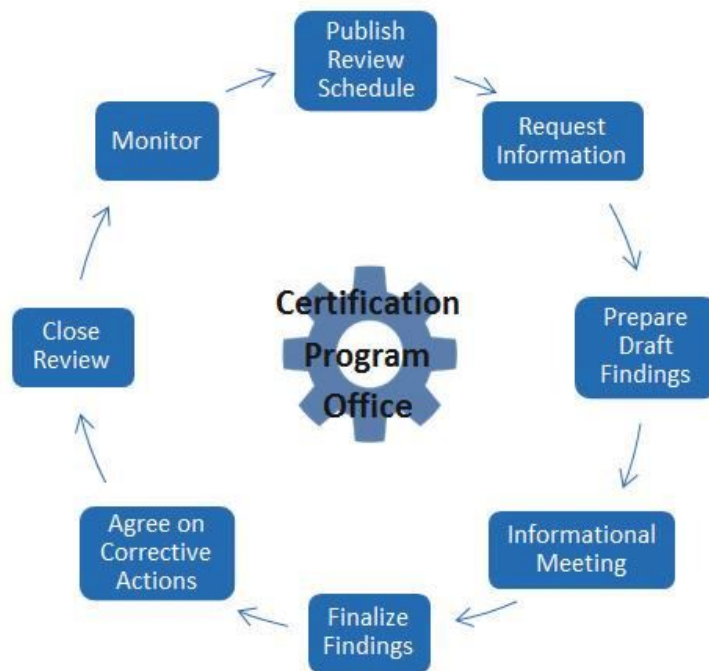 Publish
Review
Schedule
Request
Information
Prepare
Draft
Findings
Informational
Meeting
Finalize
Findings
Agree on
Corrective
Actions
Close
Review
Monitor
Certification
Program
Office